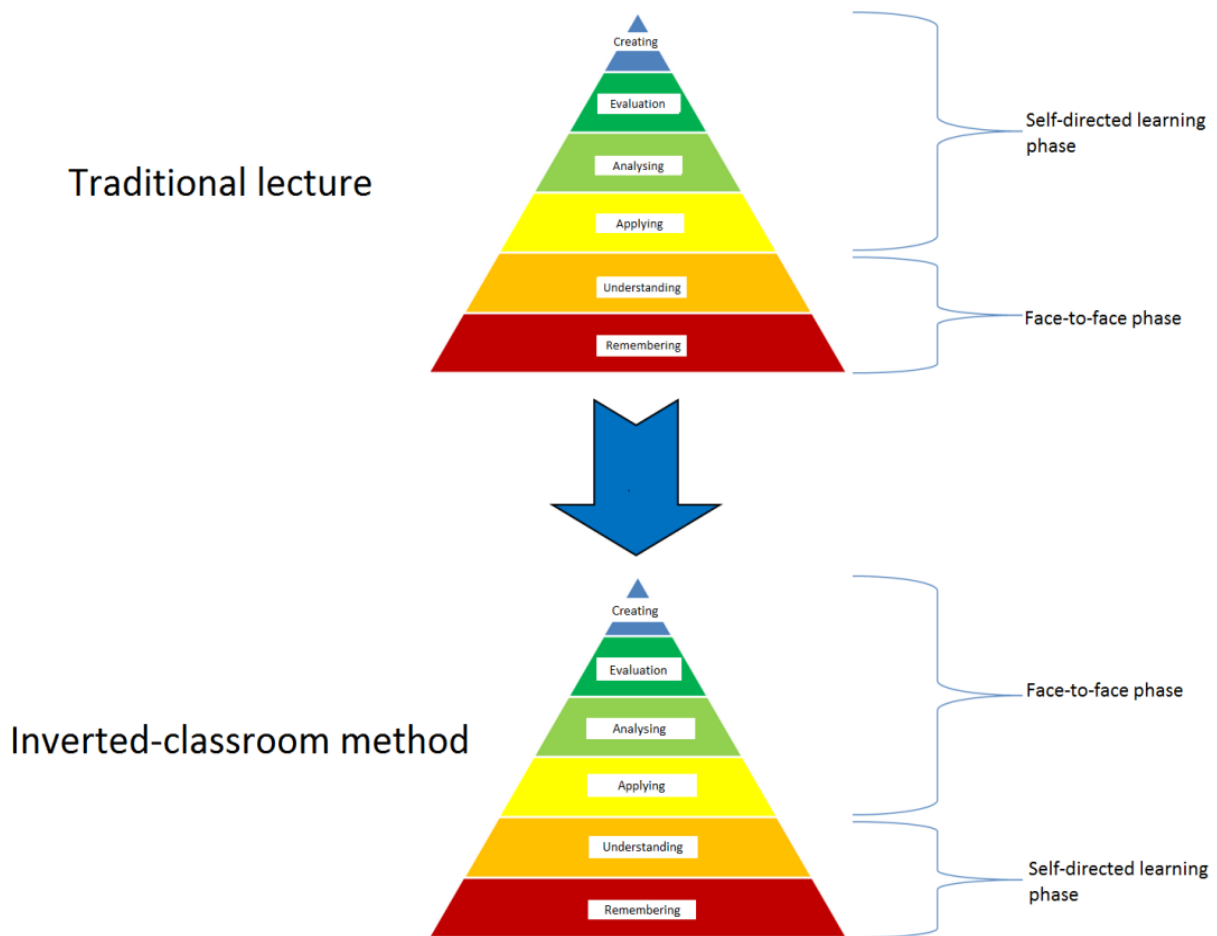 Creating
Evaluation
Self-directed learning
phase
Analysing
Traditional lecture
Applying
Understanding
Face-to-face phase
Remembering
Creating
Evaluation
Face-to-face phase
Analysing
Inverted-classroom method
Applying
Understanding
Self-directed learning
phase
Remembering